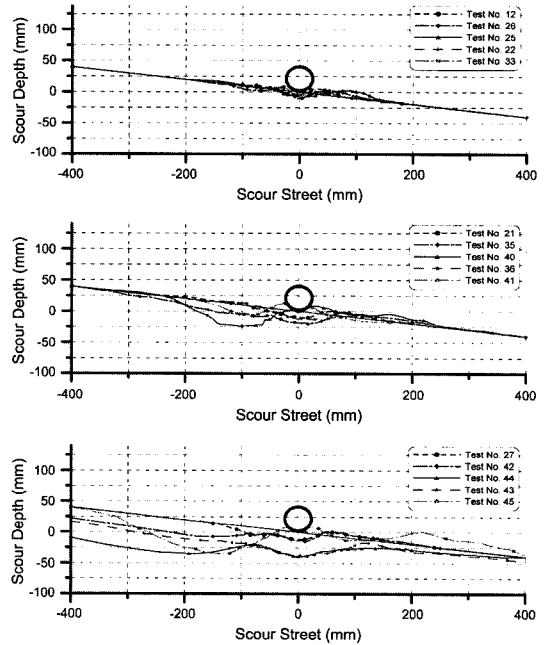 Test No. 12
Test No. 26
Test No. 25
Test No. 22
Test No. 33
Scour Depth (mm)
100
50
0
-50
-100
-400
-200
0
200
400
Scour Street (mm)
Test No. 21
Test No. 35
Test No. 40
Test No. 36
Test No. 41
Scour Depth (mm)
100
50
0
-50
-100
-400
-200
0
200
400
Scour Street (mm)
Test No. 27
Test No. 42
Test No. 44
Test No. 43
Test No. 45
Scour Depth (mm)
100
50
0
-50
-100
-400
-200
0
200
400
Scour Street (mm)